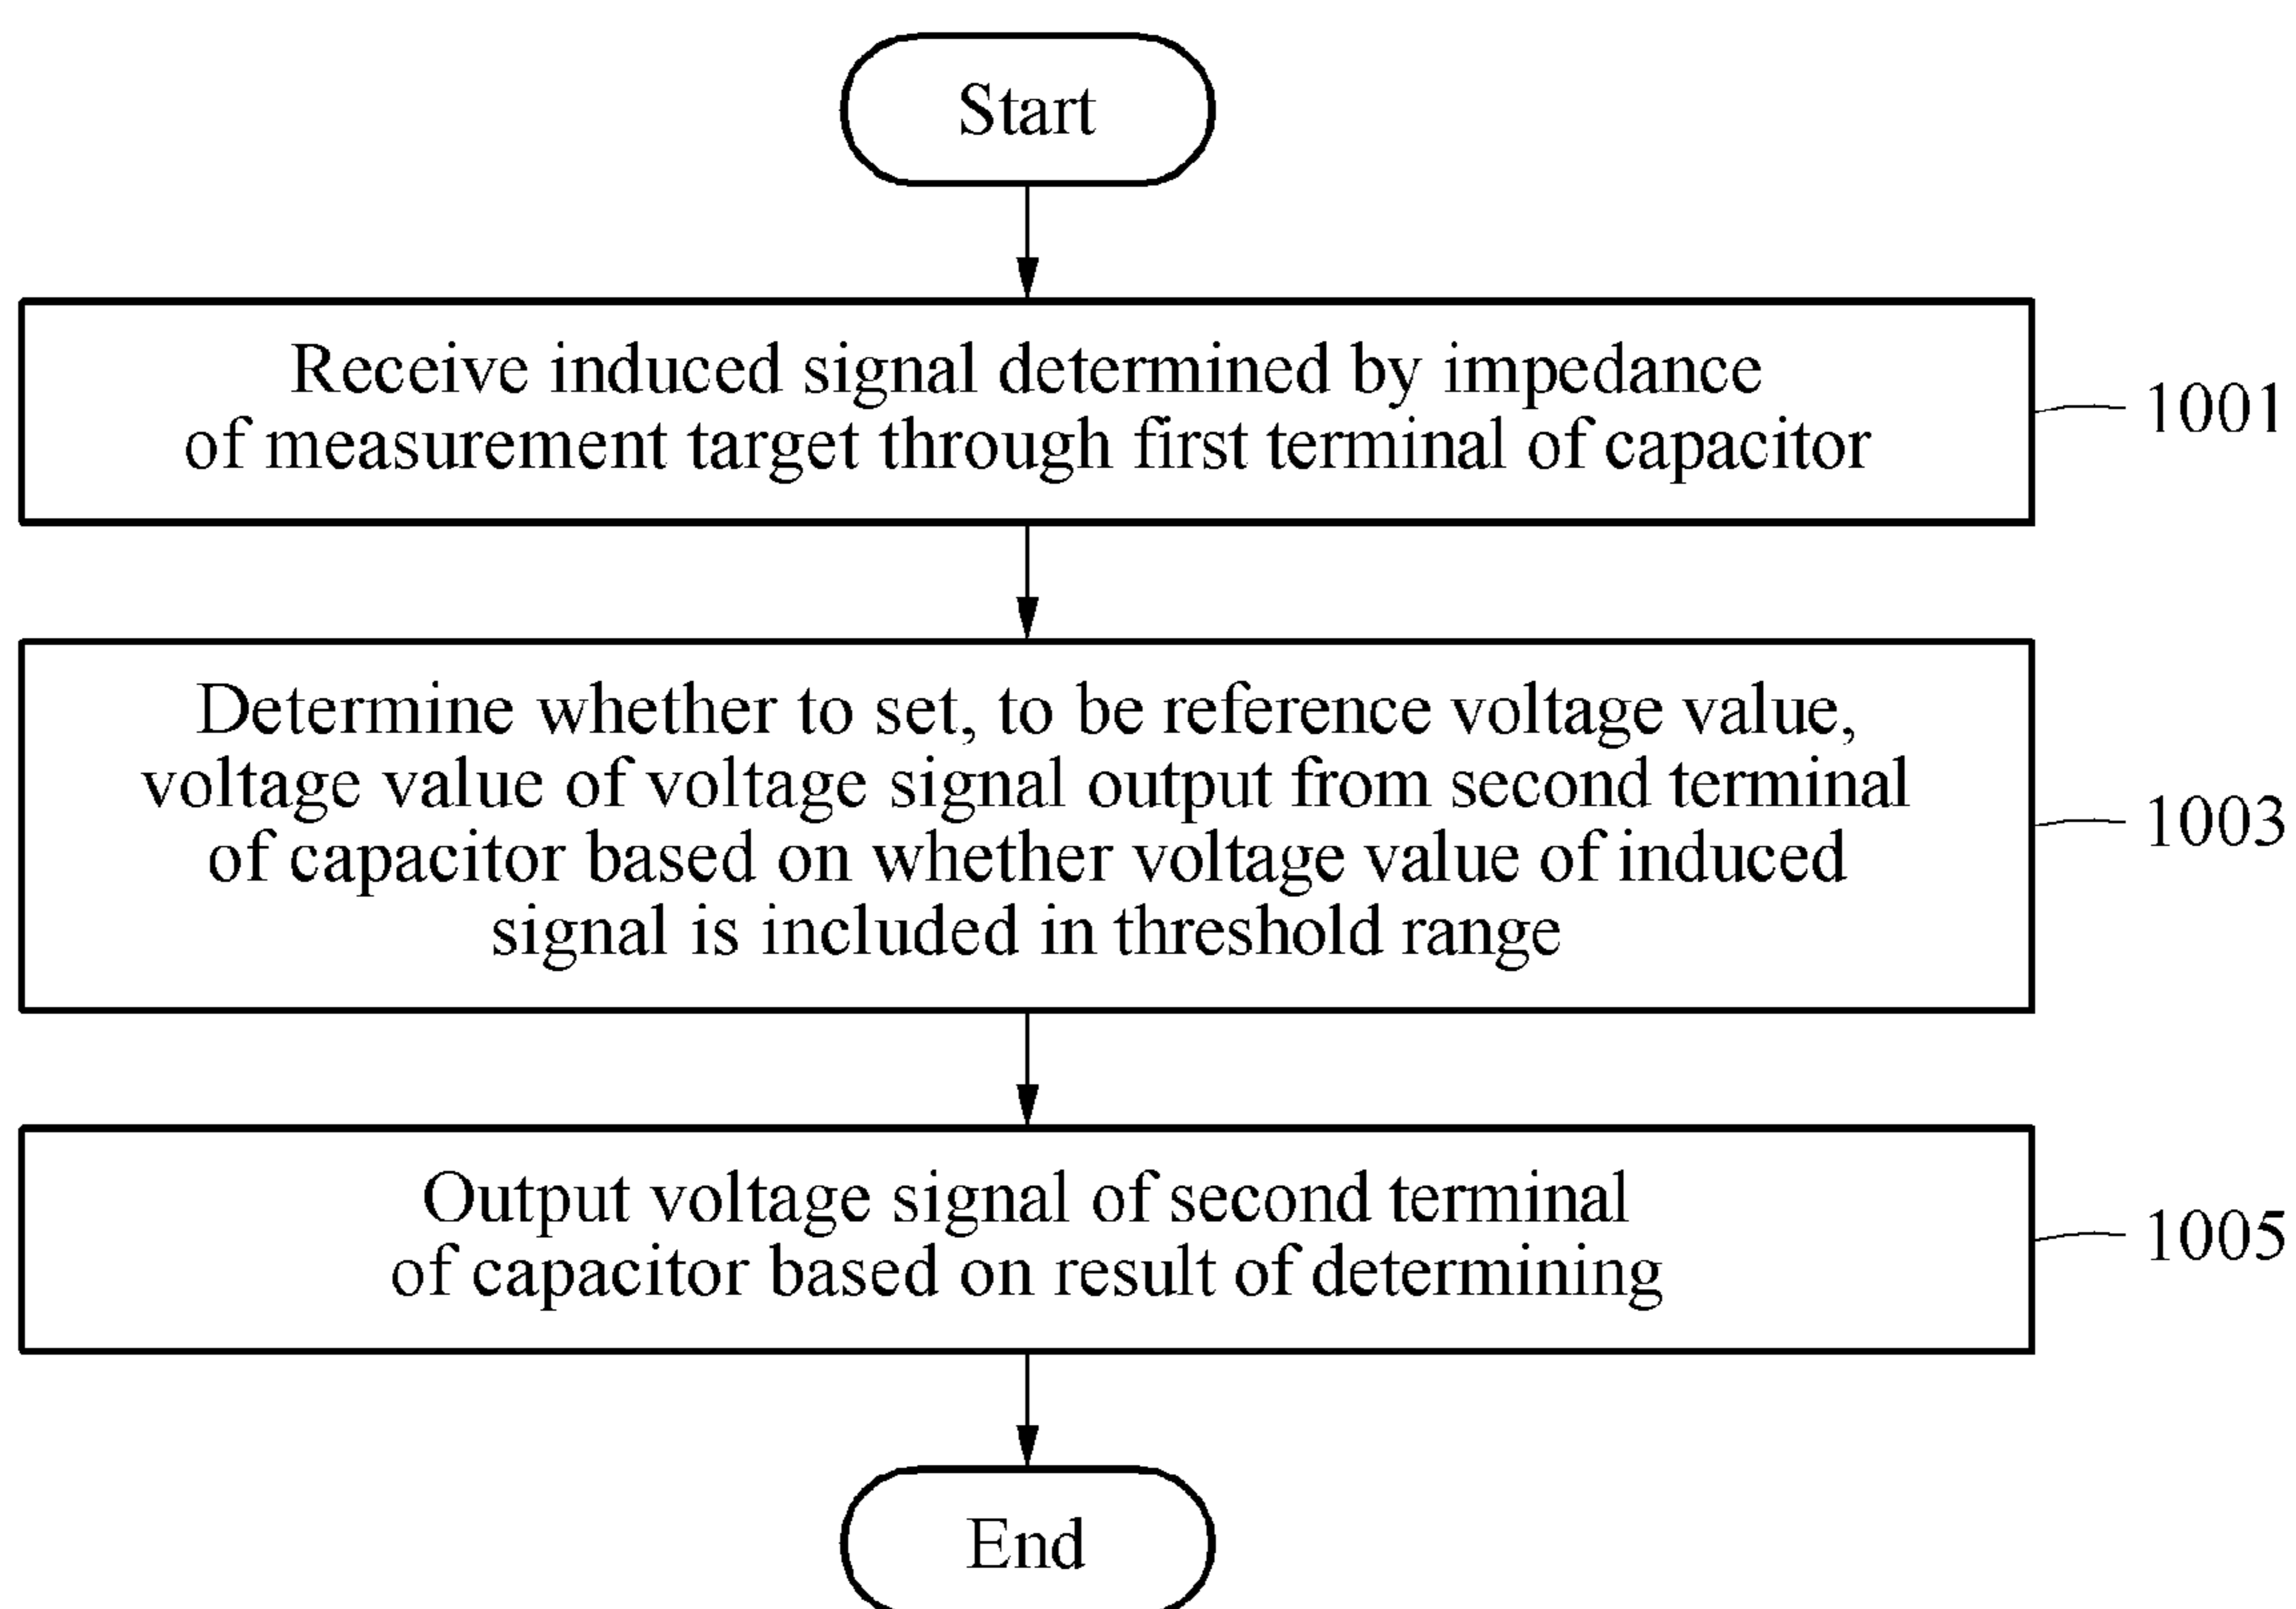 Start
Receive induced signal determined by impedance
of measurement target through first terminal of capacitor
1001
Determine whether to set, to be reference voltage value,
voltage value of voltage signal output from second terminal
of capacitor based on whether voltage value of induced
signal is included in threshold range
1003
Output voltage signal of second terminal
of capacitor based on result of determining
1005
End